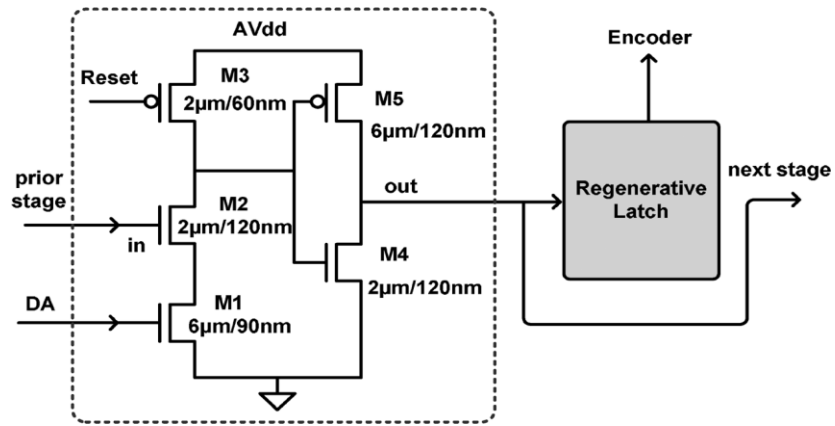 AVdd
Reset
M3
2μm/60nm
M5
6μm/120nm
prior
stage
in
M2
2μm/120nm
out
DA
M1
6μm/90nm
M4
2μm/120nm
Encoder
Regenerative
Latch
next stage